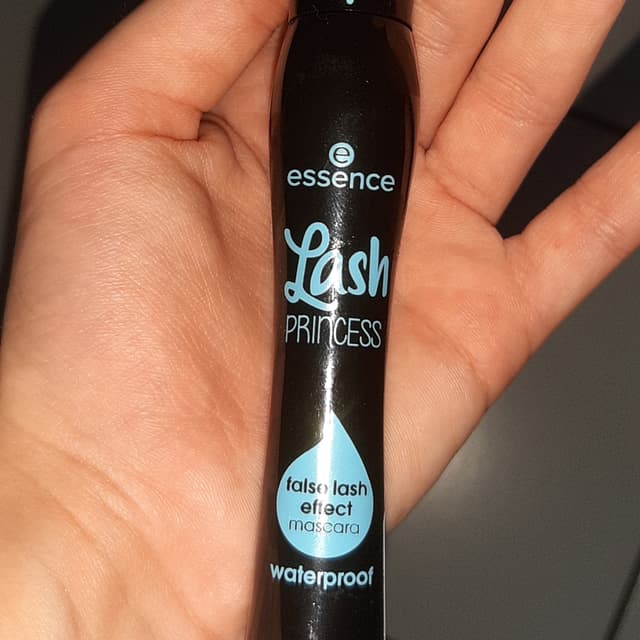 e
essence
Lash
PRINCESS
false lash
effect
mascara
waterproof